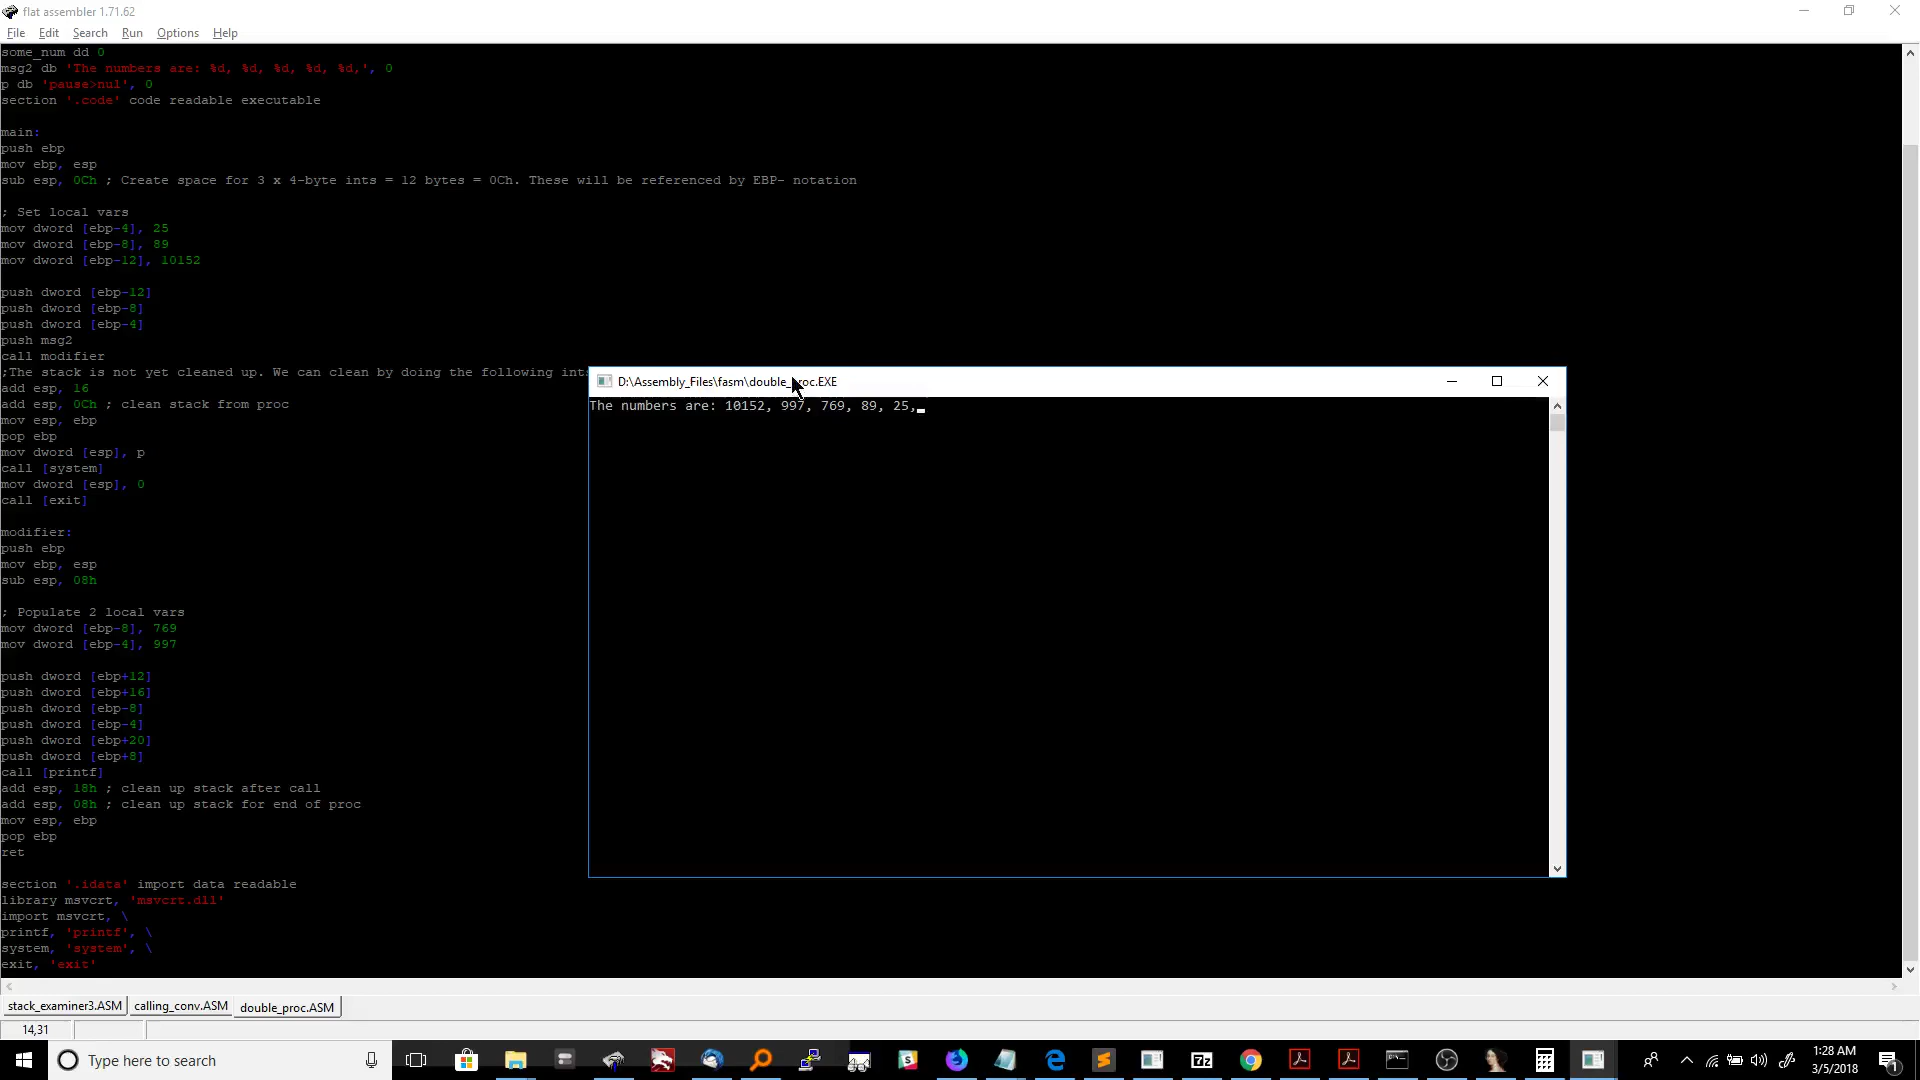 flat assembler 1.71.62
File Edit Search Run Options Help
some_num dd 0
msg2 db 'The numbers are: %d, %d, %d, %d, %d,', 0
p db 'pause>nul', 0
section '.code' code readable executable
main:
push ebp
mov ebp, esp
sub esp, 0Ch ; Create space for 3 x 4-byte ints = 12 bytes = 0Ch. These will be referenced by EBP- notation
; Set local vars
mov dword [ebp-4], 25
mov dword [ebp-8], 89
mov dword [ebp-12], 10152
push dword [ebp-12]
push dword [ebp-8]
push dword [ebp-4]
push msg2
call modifier
;The stack is not yet cleaned up. We can clean by doing the following
add esp, 16
add esp, 0Ch ; clean stack from proc
mov esp, ebp
pop ebp
mov dword [esp], p
call [system]
mov dword [esp], 0
call [exit]
modifier:
push ebp
mov ebp, esp
sub esp, 08h
; Populate 2 local vars
mov dword [ebp-8], 769
mov dword [ebp-4], 997
push dword [ebp+12]
push dword [ebp+16]
push dword [ebp-8]
push dword [ebp-4]
push dword [ebp+20]
push dword [ebp+8]
call [printf]
add esp, 18h ; clean up stack after call
add esp, 08h ; clean up stack for end of proc
mov esp, ebp
pop ebp
ret
section '.idata' import data readable
library msvcrt, 'msvcrt.dll'
import msvcrt, \
printf, 'printf', \
system, 'system', \
exit, 'exit'
D:\Assembly_Files\fasm\double_proc.EXE
The numbers are: 10152, 997, 769, 89, 25,
stack_examiner3.ASM calling_conv.ASM double_proc.ASM
14,31
Type here to search
7z
1:28 AM
3/5/2018
1